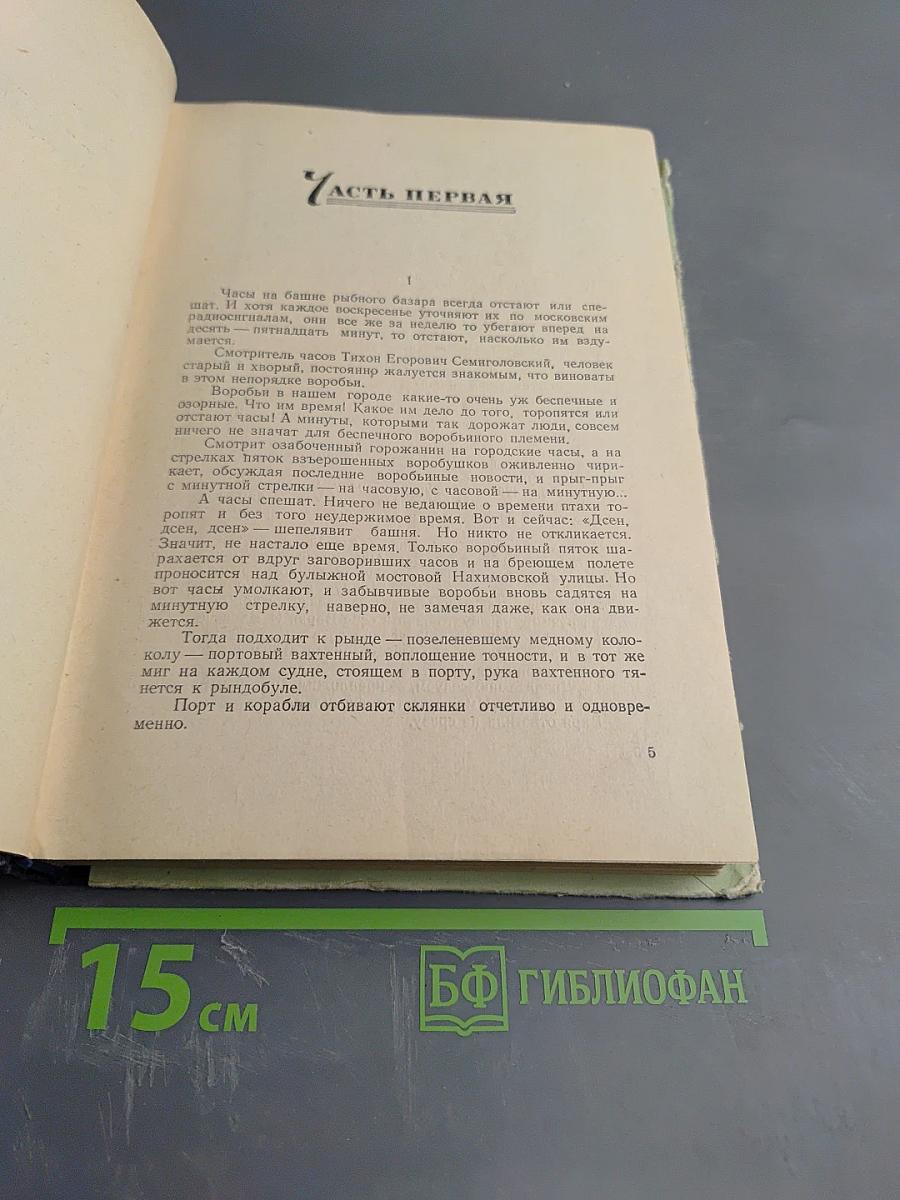 ЧАСТЬ ПЕРВАЯ
I
Часы на башне рыбного базара всегда отстают или спе-
шат. И хотя каждое воскресенье уточняют их по московским
радиосигналам, они все же за неделю то убегают вперед на
десять — пятнадцать минут, то отстают, насколько им взду-
мается.
Смотритель часов Тихон Егорович Семиголовский, человек
старый и хворый, постоянно жалуется знакомым, что виноваты
в этом непорядке воробьи.
Воробьи в нашем городе какие-то очень уж беспечные и
озорные. Что им время! Какое им дело до того, торопятся или
отстают часы! А минуты, которыми так дорожат люди, совсем
ничего не значат для беспечного воробьиного племени.
Смотрит озабоченный горожанин на городские часы, а на
стрелках пяток взъерошенных воробушков оживленно чири-
кает, обсуждая последние воробьиные новости, и прыг-прыг
с минутной стрелки — на часовую, с часовой — на минутную...
А часы спешат. Ничего не ведающие о времени птахи то-
ропят и без того неудержимое время. Вот и сейчас: «Дсен,
дсен, дсен» — шепелявит башня. Но никто не откликается.
Значит, не настало еще время. Только воробьиный пяток ша-
рахается от вдруг заговоривших часов и на бреющем полете
проносится над булыжной мостовой Нахимовской улицы. Но
вот часы умолкают, и забывчивые воробьи вновь садятся на
минутную стрелку, наверно, не замечая даже, как она дви-
жется.
Тогда подходит к рынде — позеленевшему медному коло-
колу — портовый вахтенный, воплощение точности, и в тот же
миг на каждом судне, стоящем в порту, рука вахтенного тя-
нется к рындобуле.
Порт и корабли отбивают склянки отчетливо и одновре-
менно.
5
15 см
БФ ГИБЛИОФАН